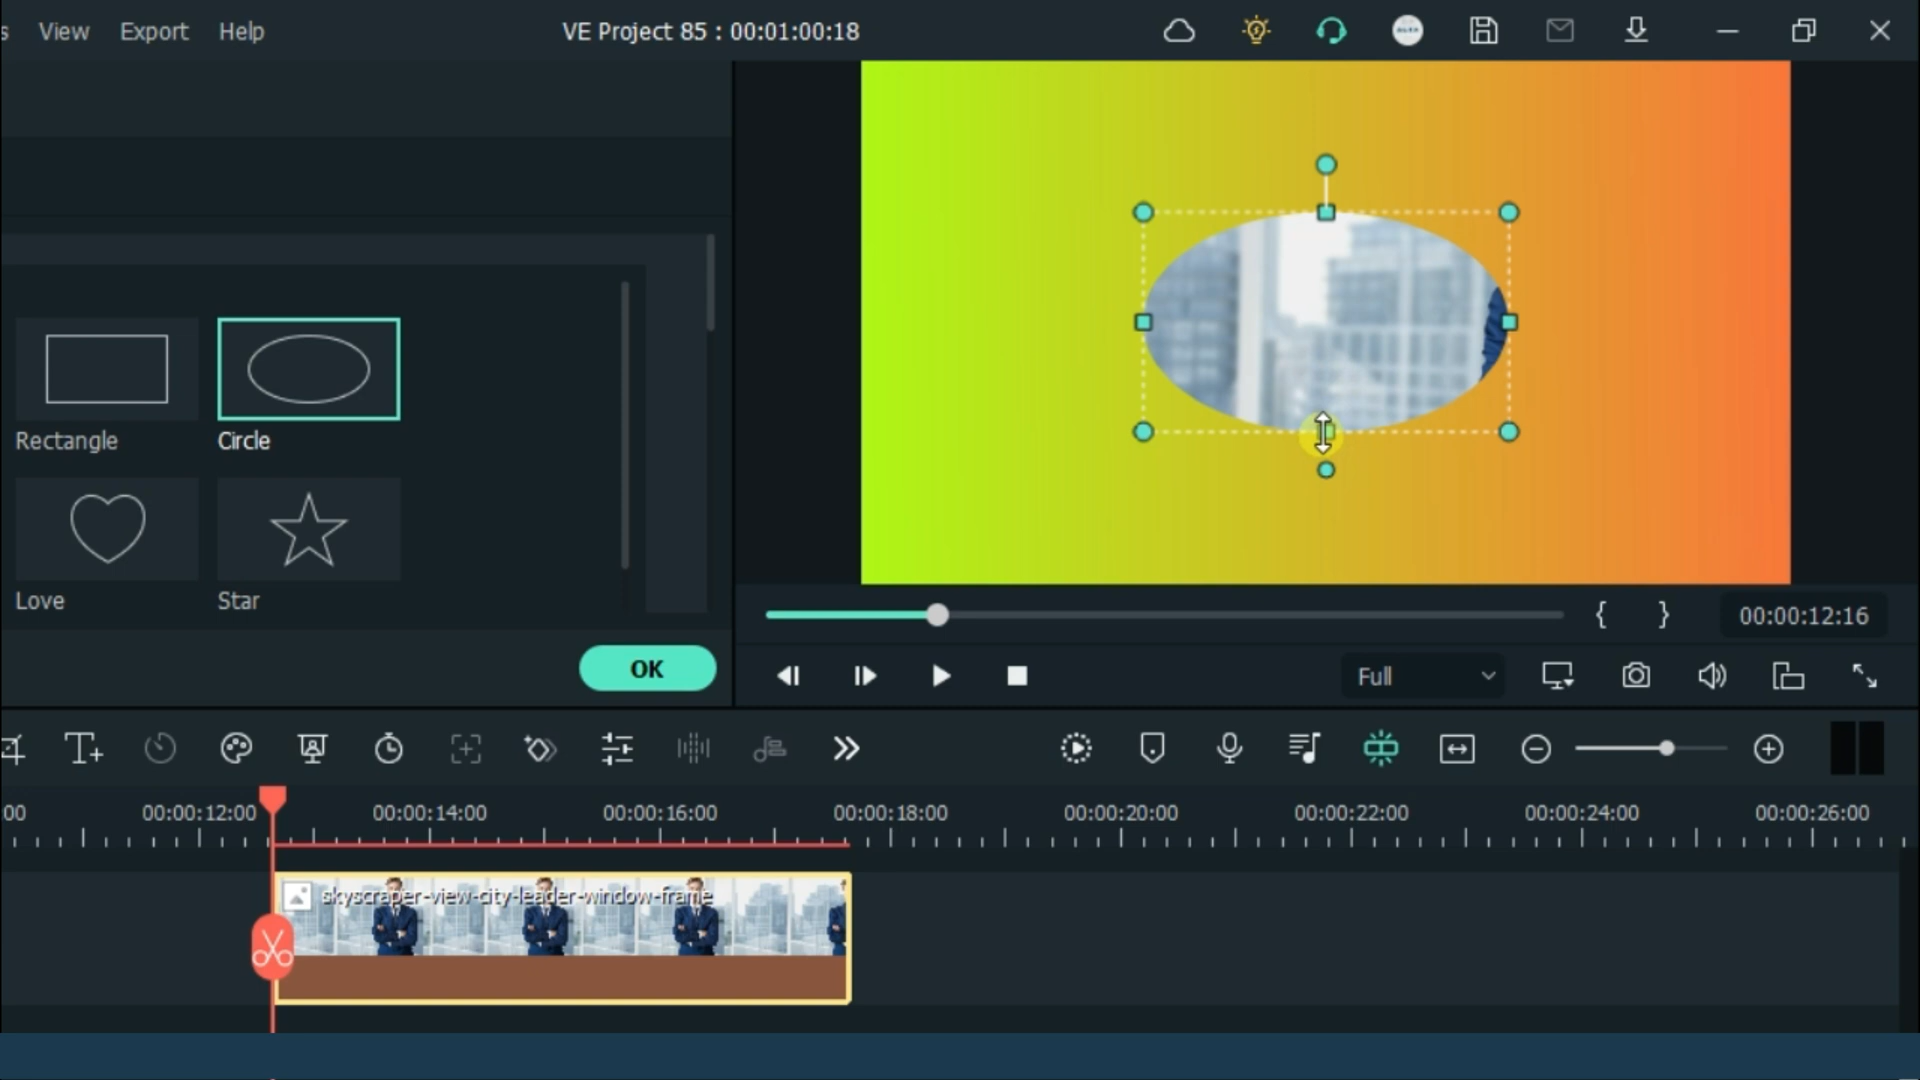 s View Export Help VE Project 85 : 00:01:00:18
Rectangle Circle
Love Star
OK
{ } 00:00:12:16
Full
00 00:00:12:00 00:00:14:00 00:00:16:00 00:00:18:00 00:00:20:00 00:00:22:00 00:00:24:00 00:00:26:00
skyscraper-view-city-leader-window-frame